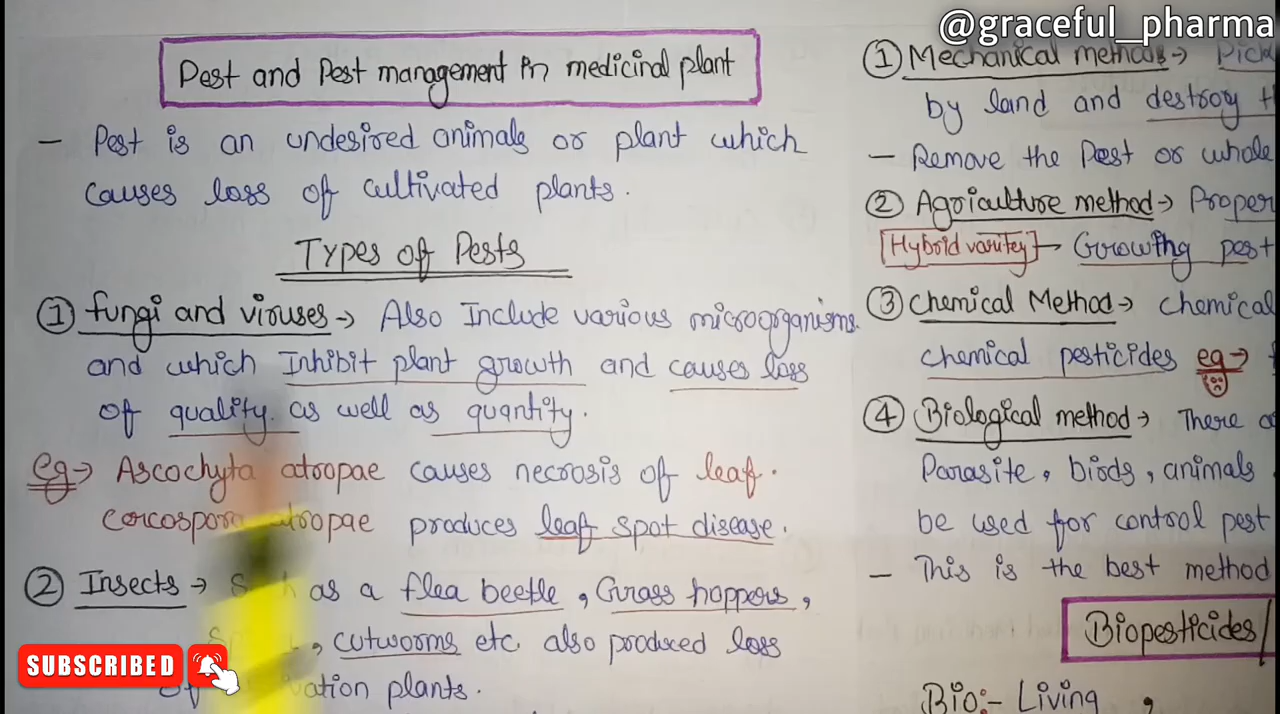 @graceful_pharma
Pest and Pest management in medicinal plant
- Pest is an undesired animals or plant which
causes loss of cultivated plants.
Types of Pests
① fungi and viruses → Also Include various microorganisms
and which Inhibit plant growth and causes loss
of quality as well as quantity.
eg → Ascochyta atropae causes necrosis of leaf.
atropae produces leaf spot disease.
② Insects → as a flea beetle, Grass hoppers,
, cutworms etc also produced loss
plants.
① Mechanical methods →
by land and destroy
- Remove the Pest or whole
② Agriculture method → Proper
Hybrid varitey → Growing pest
③ Chemical Method → Chemical
chemical pesticides eg →
④ Biological method → There
Parasite, birds, animals
be used for control pest
- This is the best method
Biopesticides/
Bio:- Living,
SUBSCRIBED